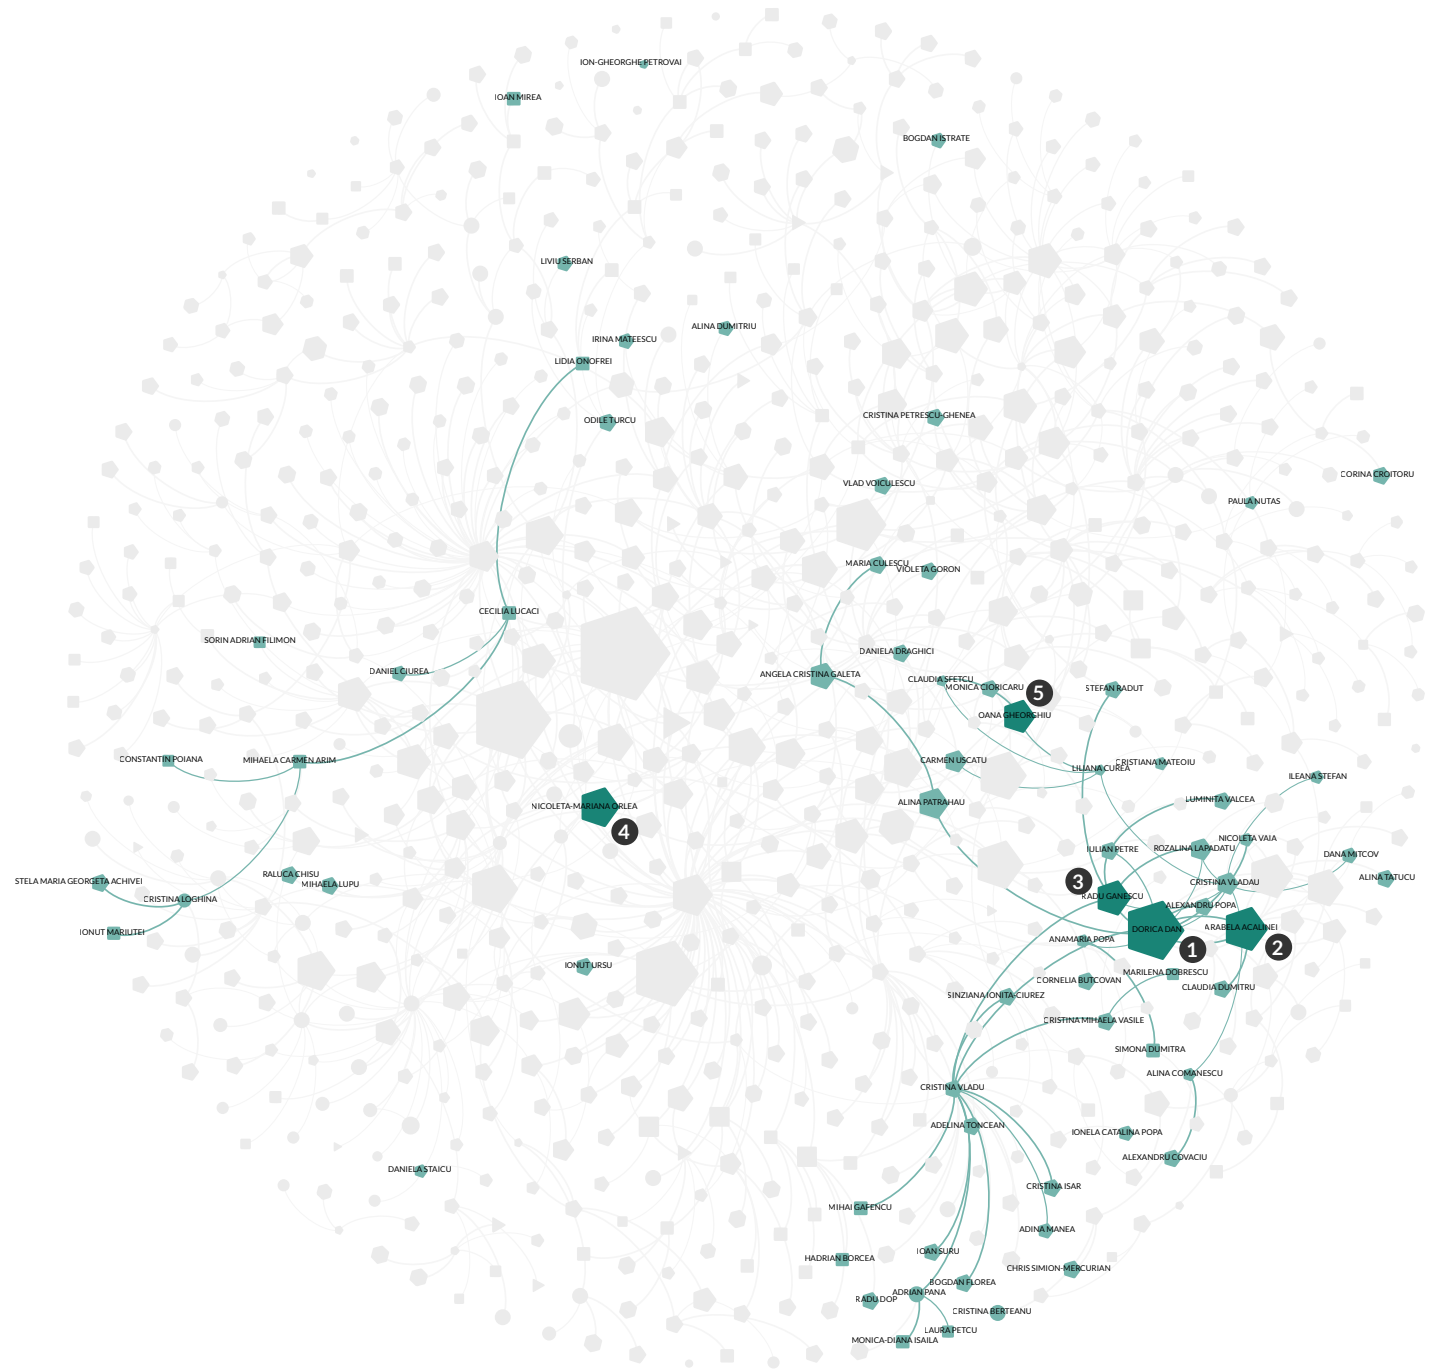 ION-GHEORGHE PETROVAI
IOAN MIREA
BOGDAN ISTRATE
LIVIU SERBAN
ALINA DUMITRIU
IRINA MATEESCU
LIDIA ONOFREI
CRISTINA PETRESCU-GHENEA
ODILE TURCU
CORINA CROITORU
VLAD VOICULESCU
PAULA NUTAS
MARIA CULESCU
VIOLETA GORON
CECILIA LUCACI
SORIN ADRIAN FILIMON
DANIELA DRAGHICI
DANIEL CIUREA
ANGELA CRISTINA GALETA
CLAUDIA SFETCU
MONICA CIORICARU
5
STEFAN RADUT
OANA GHEORGHIU
CONSTANTIN POIANA
MIHAELA CARMEN ARIM
CARMEN USCATU
CRISTIANA MATEOIU
LILIANA CUREA
ILEANA STEFAN
LUMINITA VALCEA
ALINA PATRAHAU
NICOLETA-MARIANA ORLEA
4
NICOLETA VAIA
IULIAN PETRE
ROZALINA LAPADATU
DANA MITCOV
RALUCA CHISU
ALINA TATUCU
STELA MARIA GEORGETA ACHIVEI
3
CRISTINA VLADAU
MIHAELA LUPU
CRISTINA LOGHINA
RADU GANESCU
ALEXANDRU POPA
IONUT MARIUTEI
DORICA DAN
ARABELA ACALINEI
ANAMARIA POPA
1
2
IONUT URSU
MARILENA DOBRESCU
CORNELIA BUTCOVAN
CLAUDIA DUMITRU
SINZIANA IONITA-CIUREZ
CRISTINA MIHAELA VASILE
SIMONA DUMITRA
ALINA COMANESCU
CRISTINA VLADU
ADELINA TONCEAN
IONELA CATALINA POPA
ALEXANDRU COVACIU
DANIELA STAICU
CRISTINA ISAR
MIHAI GAFENCU
ADINA MANEA
IOAN SURU
HADRIAN BORCEA
CHRIS SIMION-MERCURIAN
BOGDAN FLOREA
ADRIAN PANA
RADU DOP
CRISTINA BERTEANU
LAURA PETCU
MONICA-DIANA ISAILA